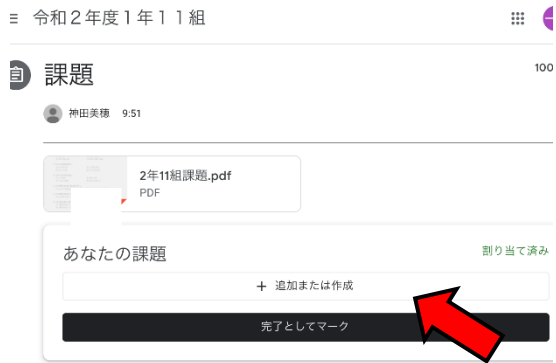 令和２年度１年１１組
課題
100
神田美穂 9:51
2年11組課題.pdf
PDF
あなたの課題
割り当て済み
+ 追加または作成
完了としてマーク